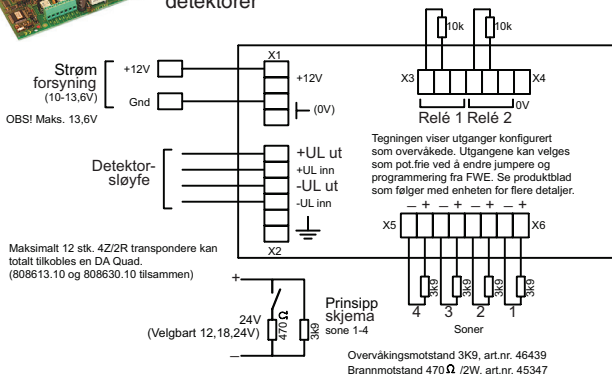 detektorer
10k
10k
X1
Strøm
forsyning
(10-13,6V)
+12V
Gnd
+12V
(0V)
OBS! Maks. 13,6V
X3
X4
0V
Relé 1 Relé 2
Tegningen viser utganger konfigurert
som overvåkede. Utgangene kan velges
som pot.frie ved å endre jumpere og
programmering fra FWE. Se produktblad
som følger med enheten for flere detaljer.
Detektor-
sløyfe
+UL ut
+UL inn
-UL ut
-UL inn
X2
– + – + – + – +
X5
X6
3k9
3k9
3k9
3k9
4 3 2 1
Soner
Maksimalt 12 stk. 4Z/2R transpondere kan
totalt tilkobles en DA Quad.
(808613.10 og 808630.10 tilsammen)
+
24V
(Velgbart 12,18,24V)
470 Ω
3k9
–
Prinsipp
skjema
sone 1-4
Overvåkingsmotstand 3K9, art.nr. 46439
Brannmotstand 470 Ω /2W, art.nr. 45347